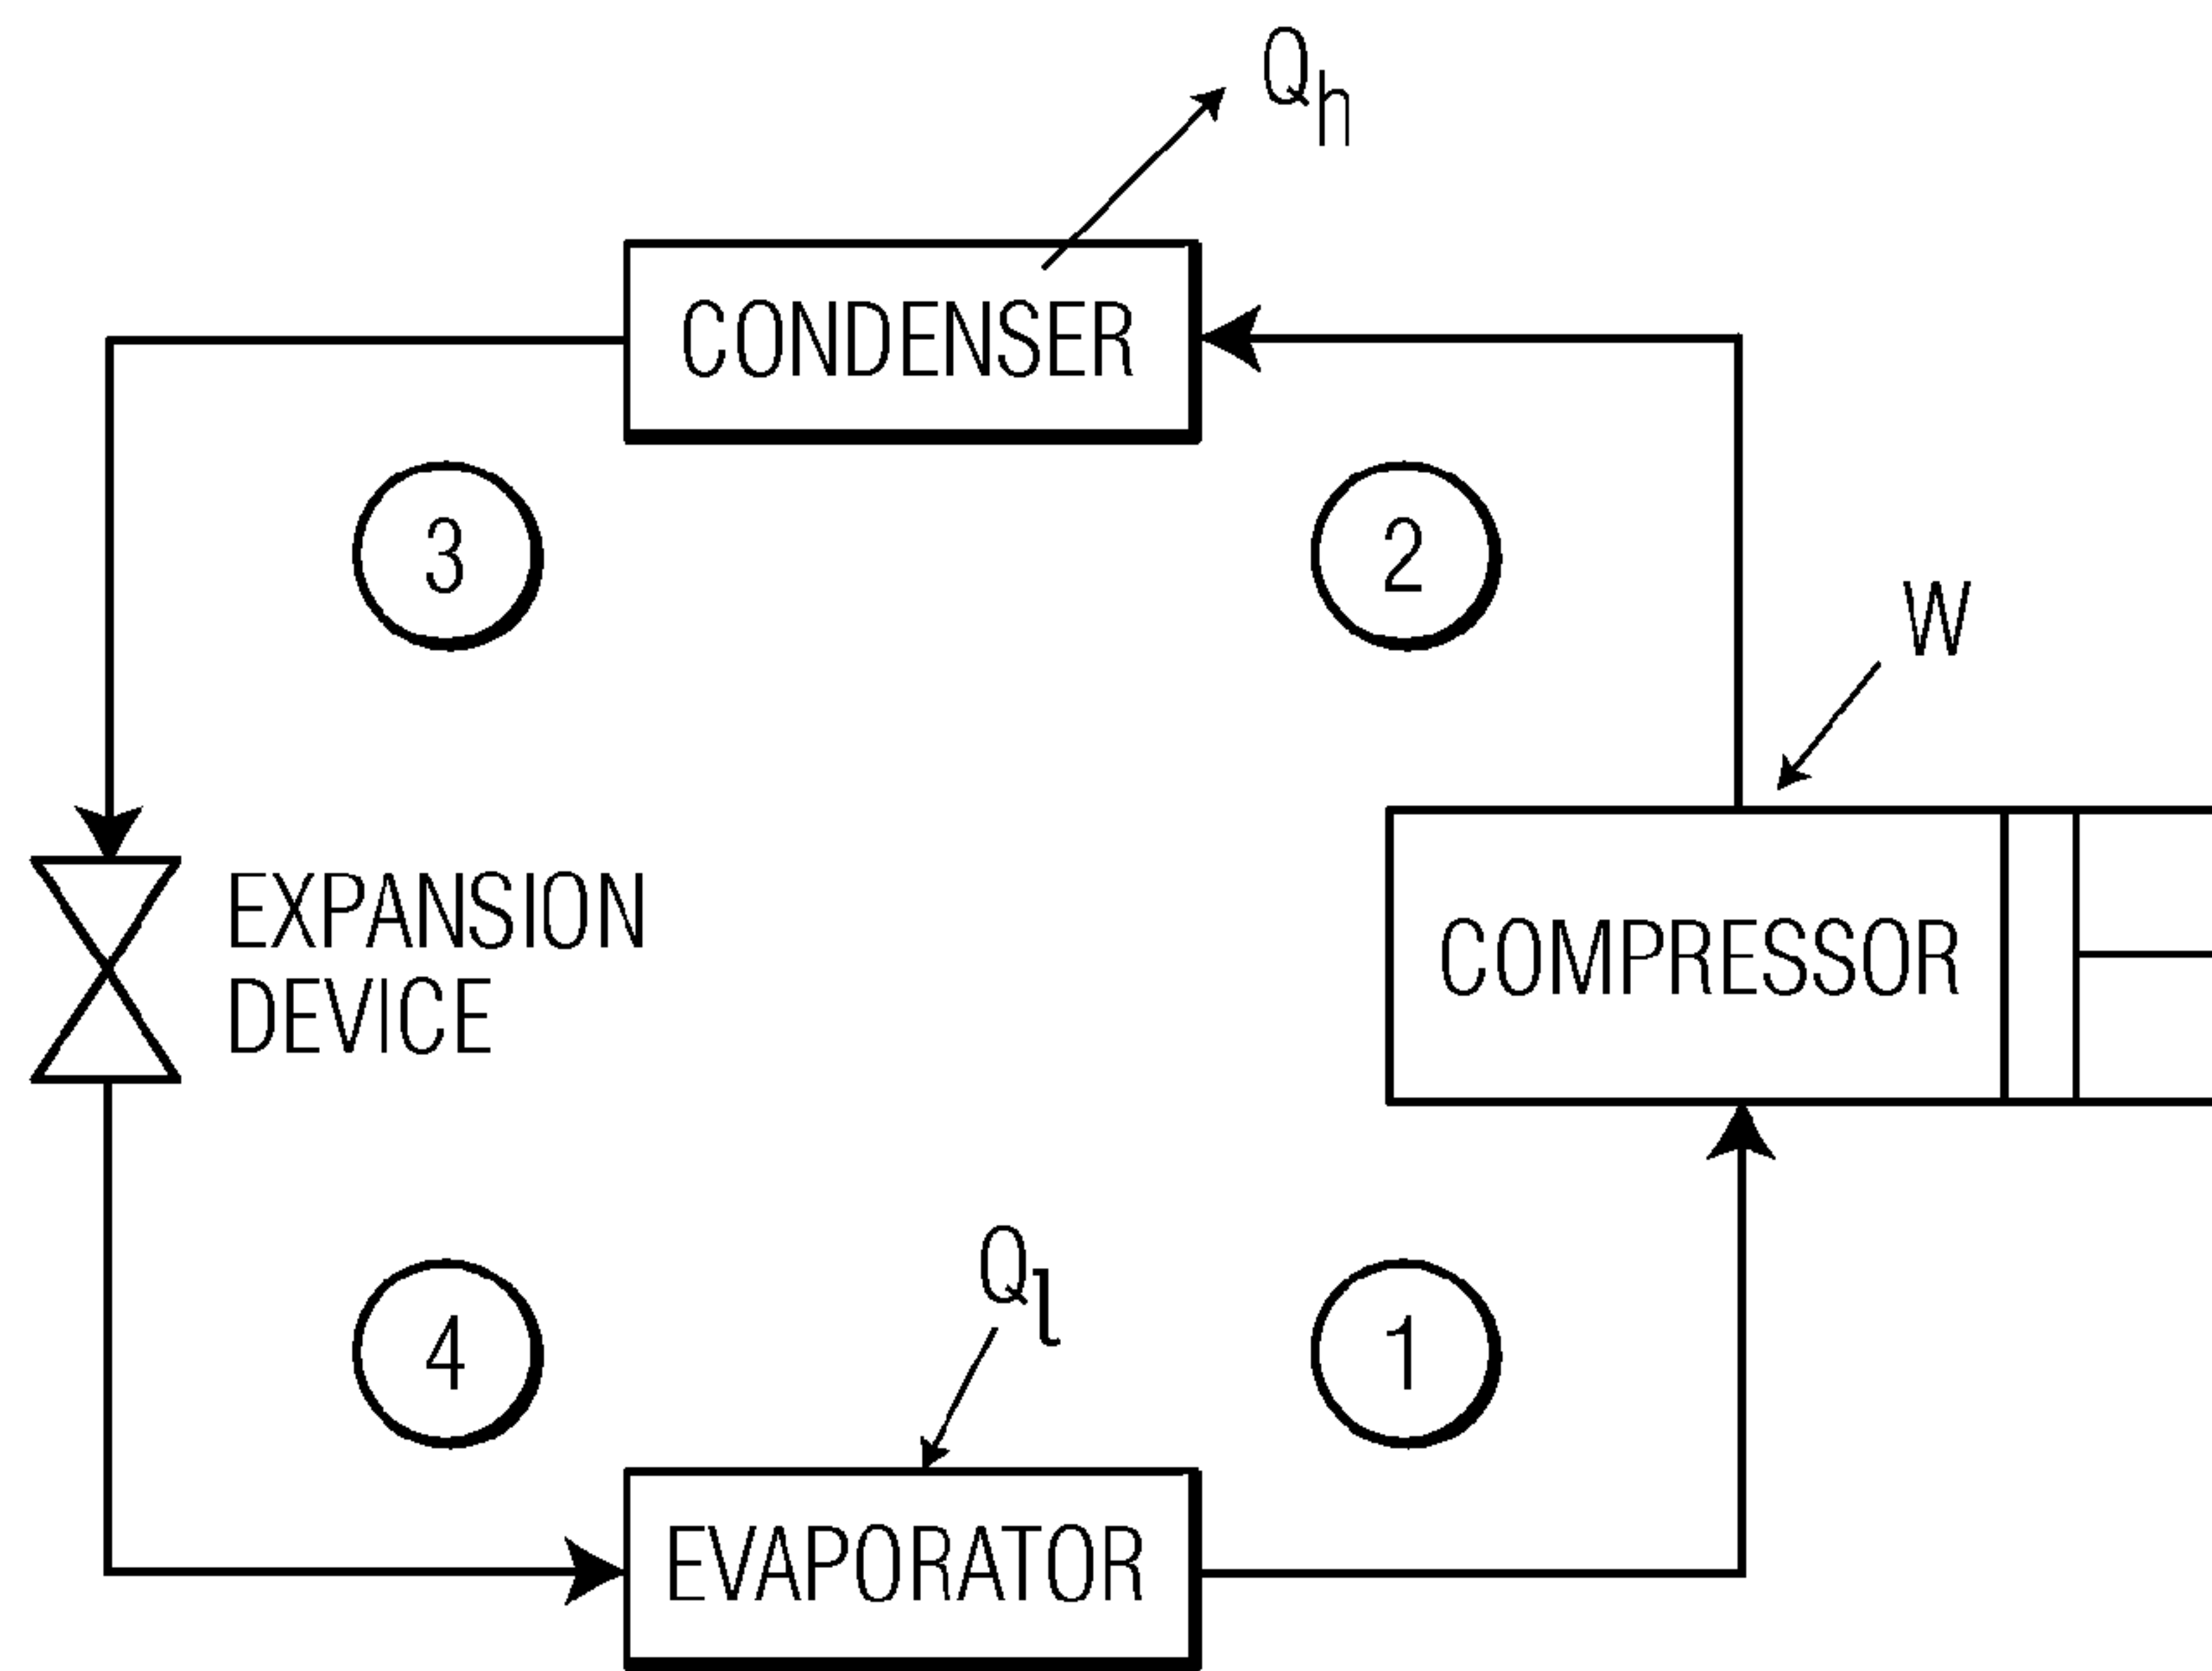 Qh
CONDENSER
3
2
W
EXPANSION
DEVICE
COMPRESSOR
Ql
4
1
EVAPORATOR